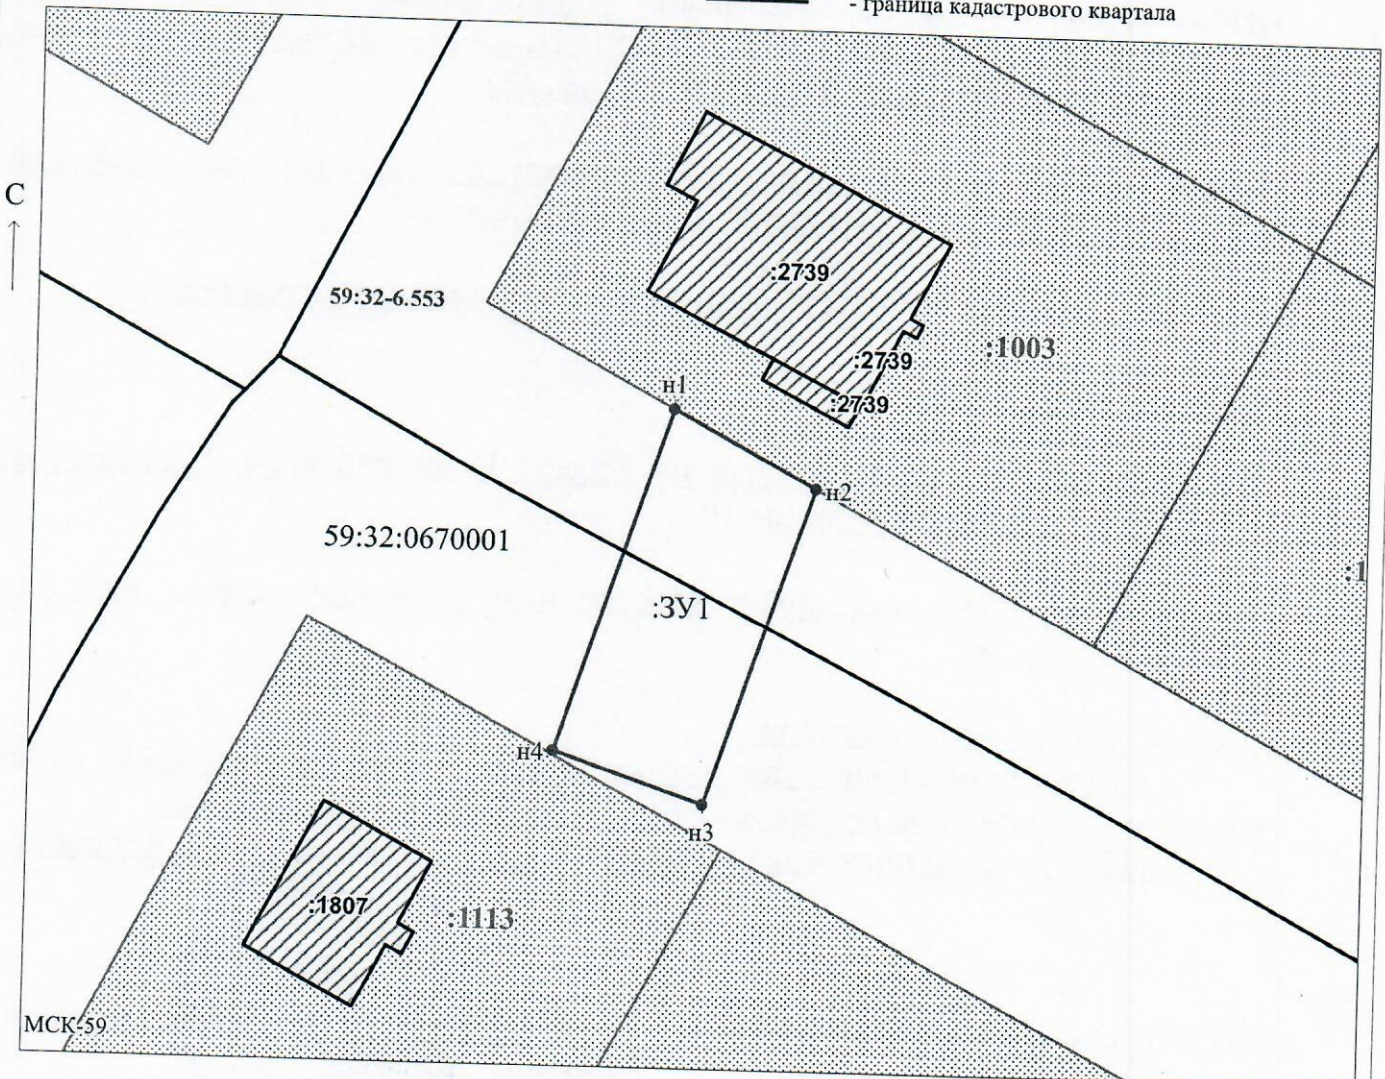 - граница кадастрового квартала
С
59:32-6.553
:2739
:1003
:2739
:2739
н1
н2
59:32:0670001
:1
:ЗУ1
н4
н3
:1807
:1113
МСК-59